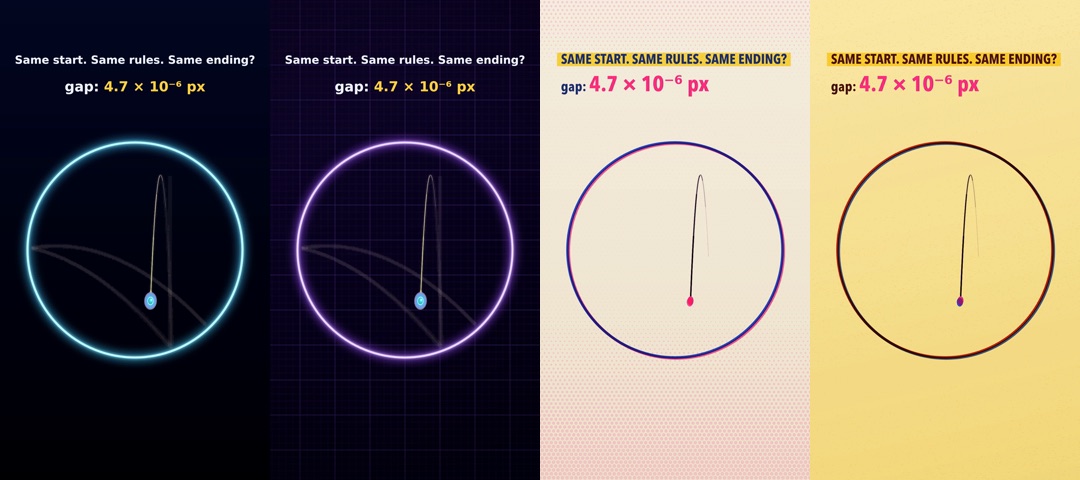 Same start. Same rules. Same ending?
gap: 4.7 × 10⁻⁶ px
Same start. Same rules. Same ending?
gap: 4.7 × 10⁻⁶ px
SAME START. SAME RULES. SAME ENDING?
gap: 4.7 × 10⁻⁶ px
SAME START. SAME RULES. SAME ENDING?
gap: 4.7 × 10⁻⁶ px